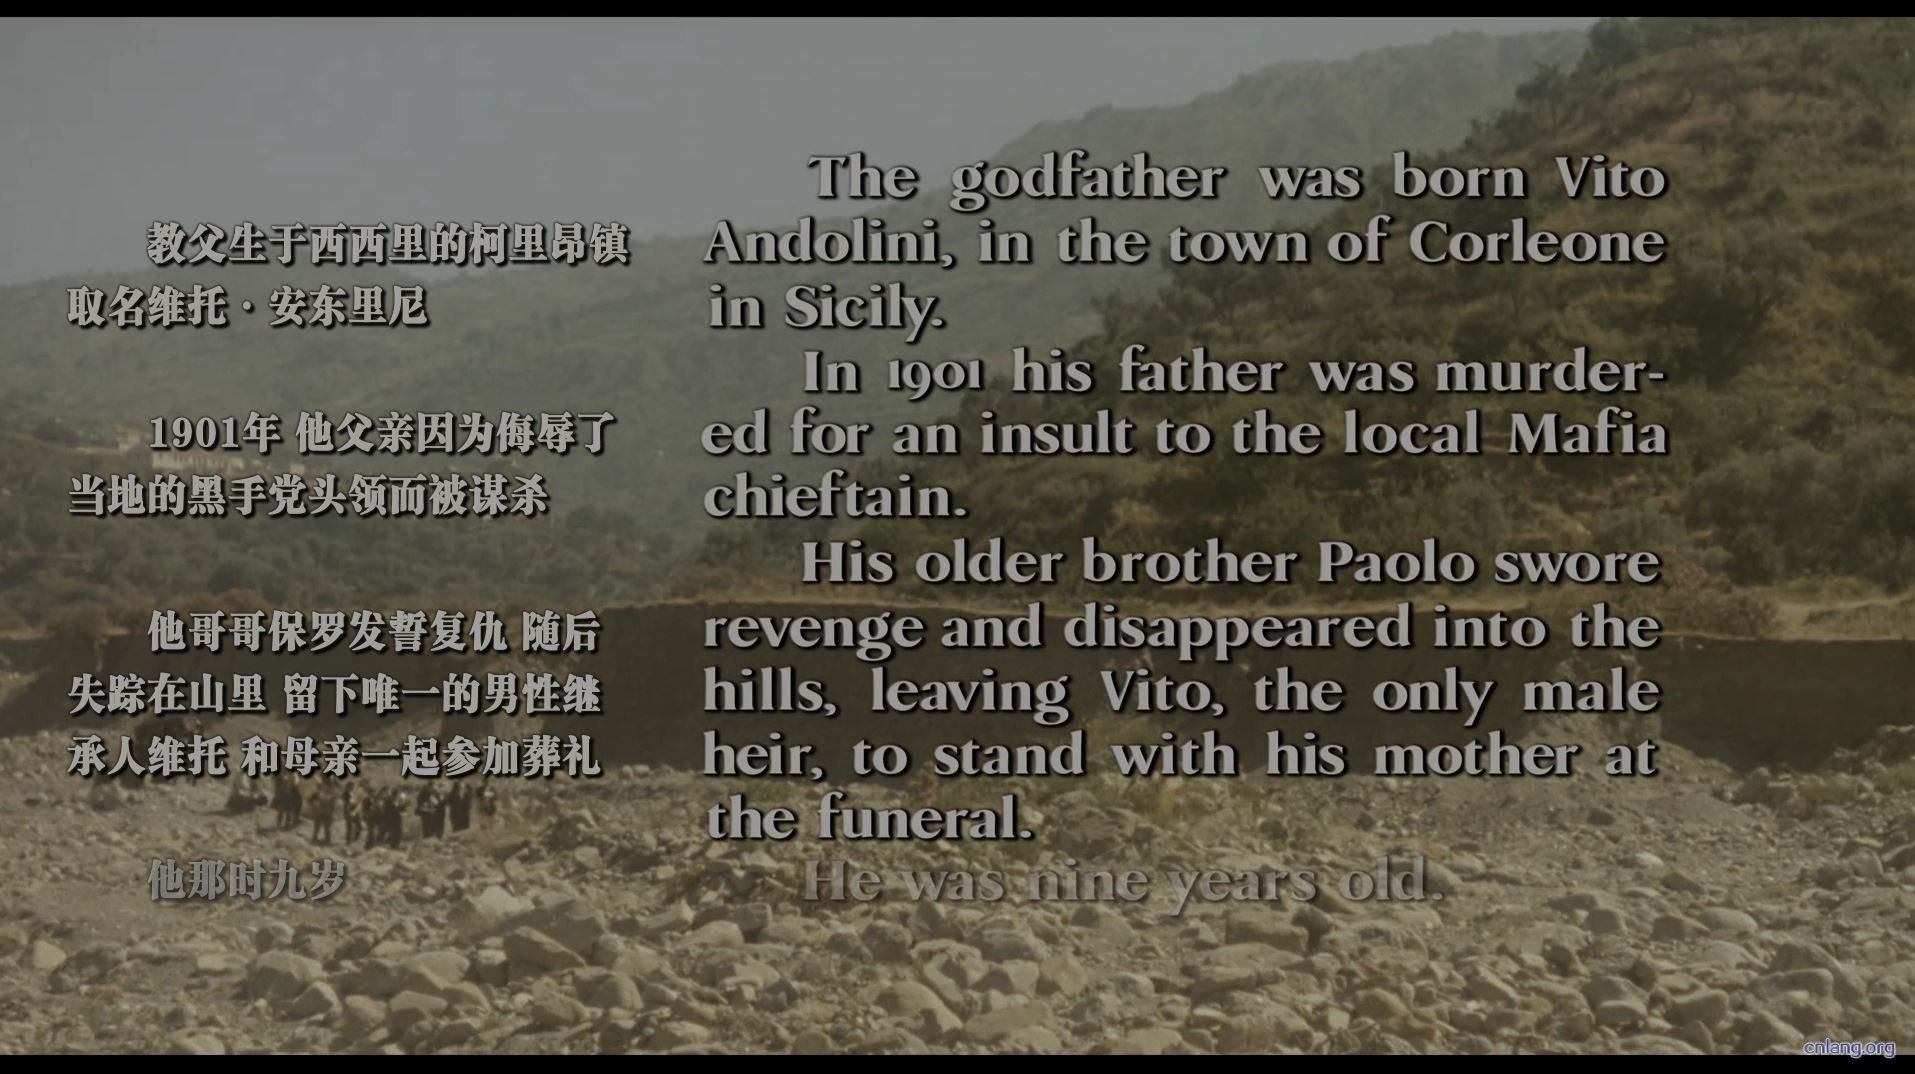 教父生于西西里的柯里昂镇
取名维托·安东里尼
1901年 他父亲因为侮辱了
当地的黑手党头领而被谋杀
他哥哥保罗发誓复仇 随后
失踪在山里 留下唯一的男性继
承人维托 和母亲一起参加葬礼
他那时九岁
The godfather was born Vito
Andolini, in the town of Corleone
in Sicily.
In 1901 his father was murder-
ed for an insult to the local Mafia
chieftain.
His older brother Paolo swore
revenge and disappeared into the
hills, leaving Vito, the only male
heir, to stand with his mother at
the funeral.
He was nine years old.
cnlang.org